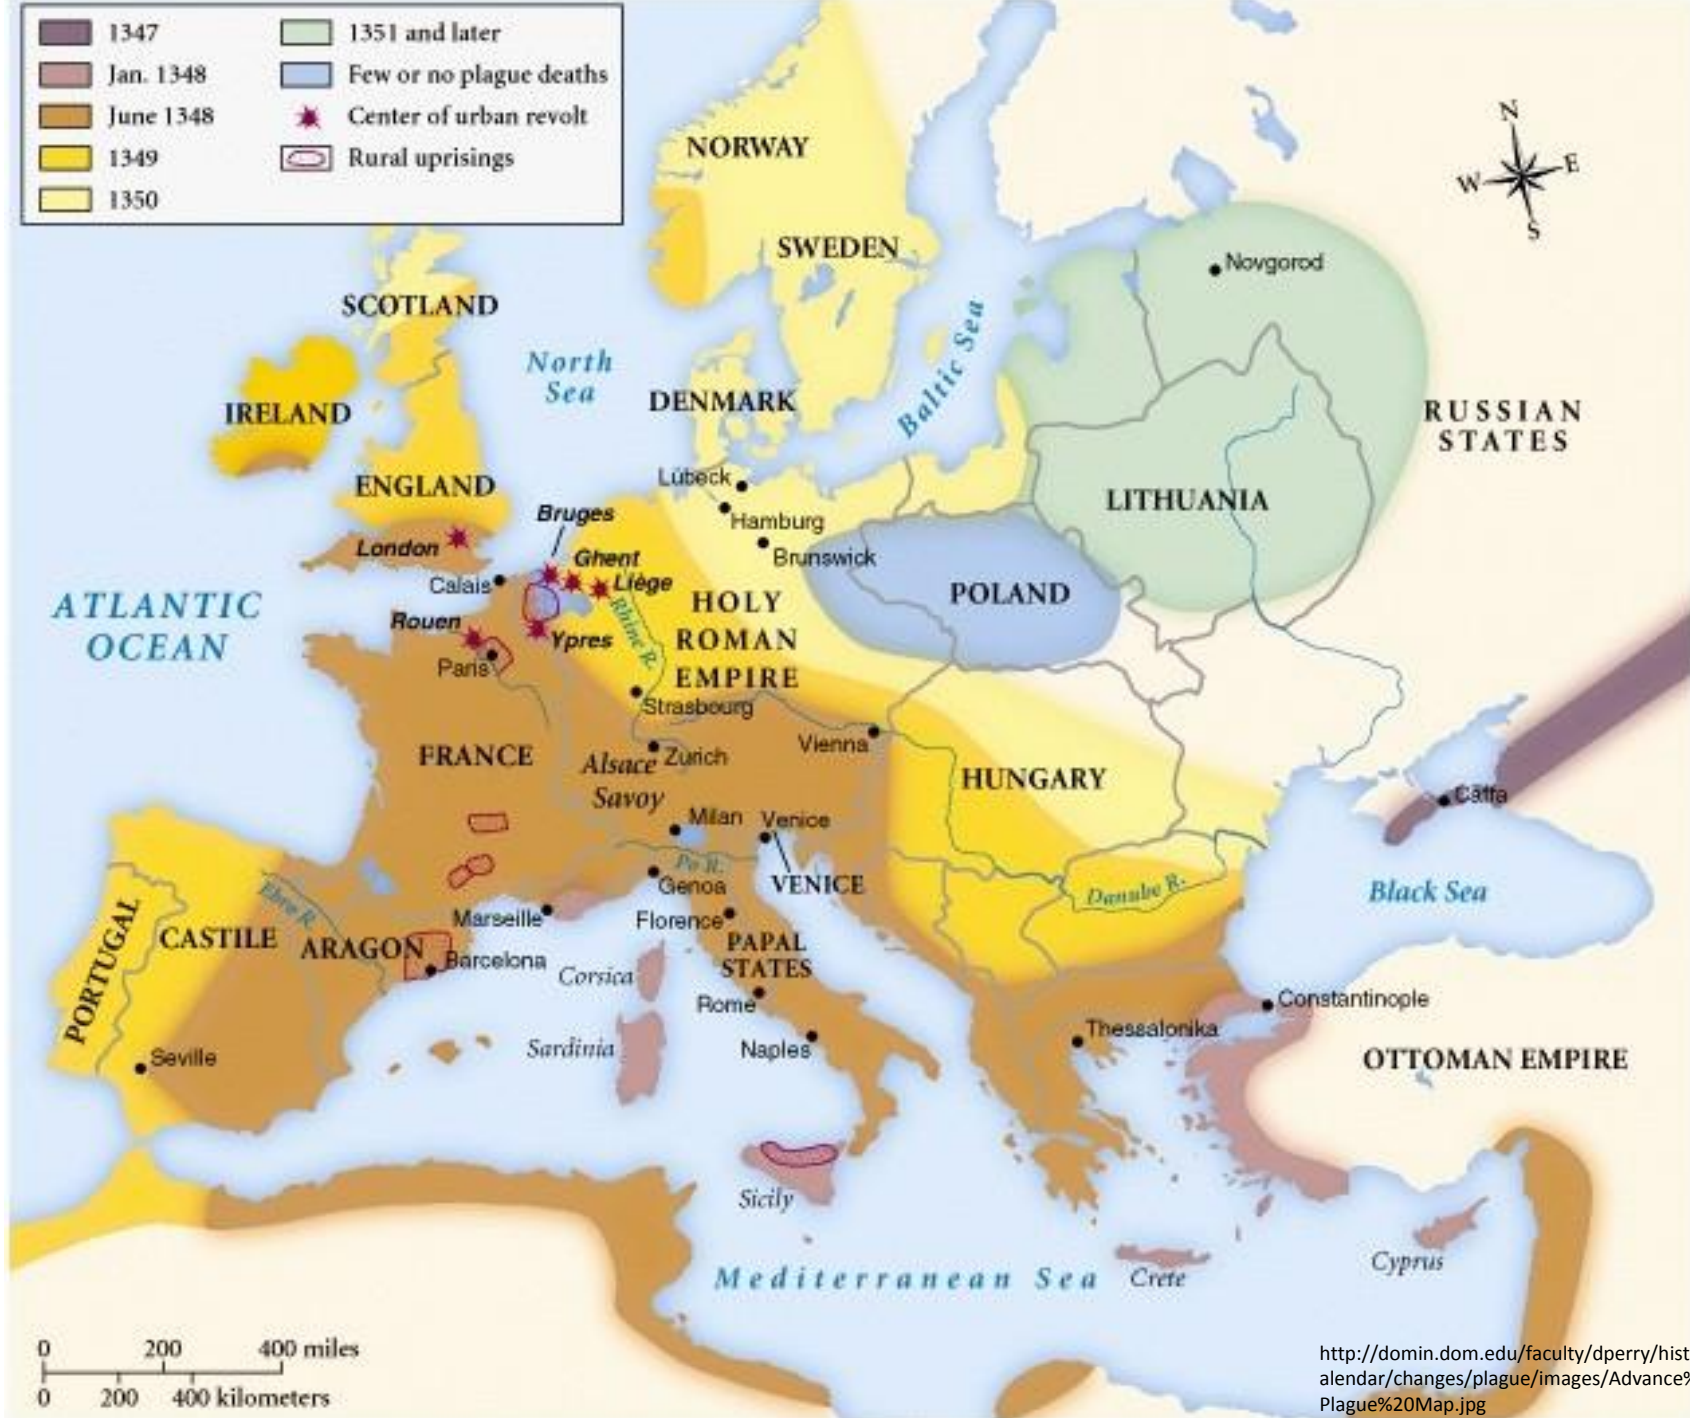 1347
Jan. 1348
June 1348
1349
1350
1351 and later
Few or no plague deaths
Center of urban revolt
Rural uprisings
N
W
E
S
NORWAY
SWEDEN
Novgorod
SCOTLAND
North
Sea
Baltic Sea
IRELAND
DENMARK
RUSSIAN
STATES
ENGLAND
Lübeck
Hamburg
LITHUANIA
Bruges
London
Brunswick
Ghent
Calais
Liège
POLAND
HOLY
ROMAN
EMPIRE
ATLANTIC
OCEAN
Rouen
Ypres
Rhine R.
Paris
Strasbourg
Vienna
FRANCE
Alsace
Zurich
Savoy
HUNGARY
Caffa
Milan
Venice
Po R.
Genoa
VENICE
Danube R.
Black Sea
Ebro R.
PORTUGAL
CASTILE
ARAGON
Marseille
Florence
Barcelona
PAPAL
STATES
Corsica
Rome
Constantinople
Thessalonika
Sardinia
Naples
Seville
OTTOMAN EMPIRE
Sicily
Mediterranean Sea
Crete
Cyprus
0 200 400 miles
0 200 400 kilometers
http://domin.dom.edu/faculty/dperry/hist
alendar/changes/plague/images/Advance%
Plague%20Map.jpg